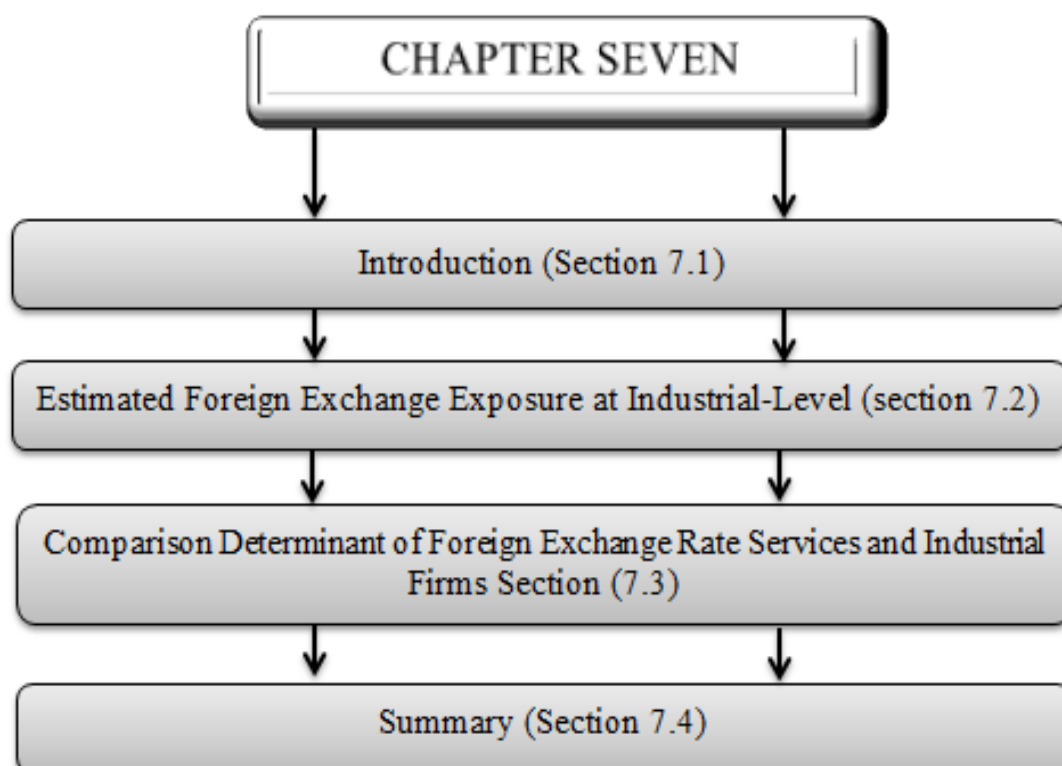 CHAPTER SEVEN
Introduction (Section 7.1)
Estimated Foreign Exchange Exposure at Industrial-Level (section 7.2)
Comparison Determinant of Foreign Exchange Rate Services and Industrial
Firms Section (7.3)
Summary (Section 7.4)